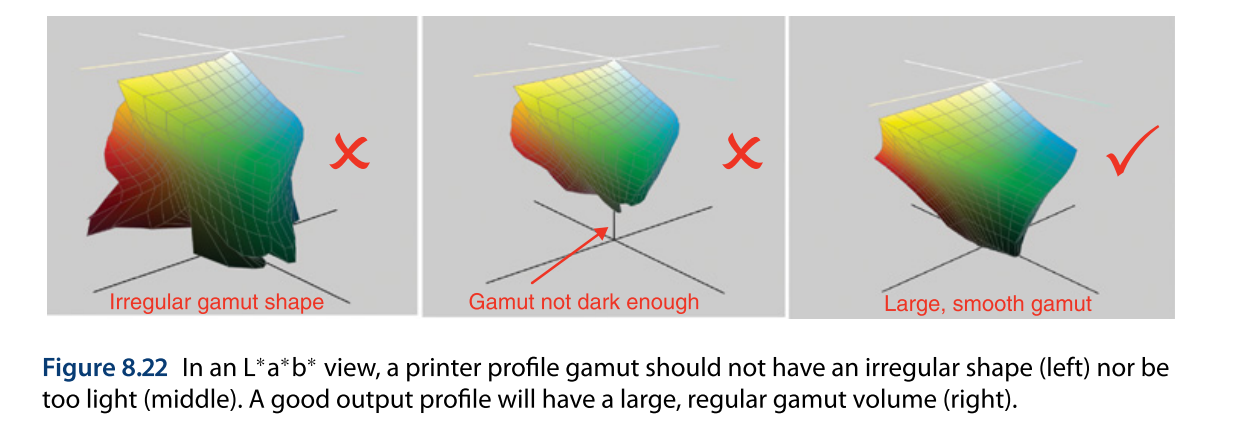 Irregular gamut shape
Gamut not dark enough
Large, smooth gamut
Figure 8.22 In an L*a*b* view, a printer profile gamut should not have an irregular shape (left) nor be
too light (middle). A good output profile will have a large, regular gamut volume (right).